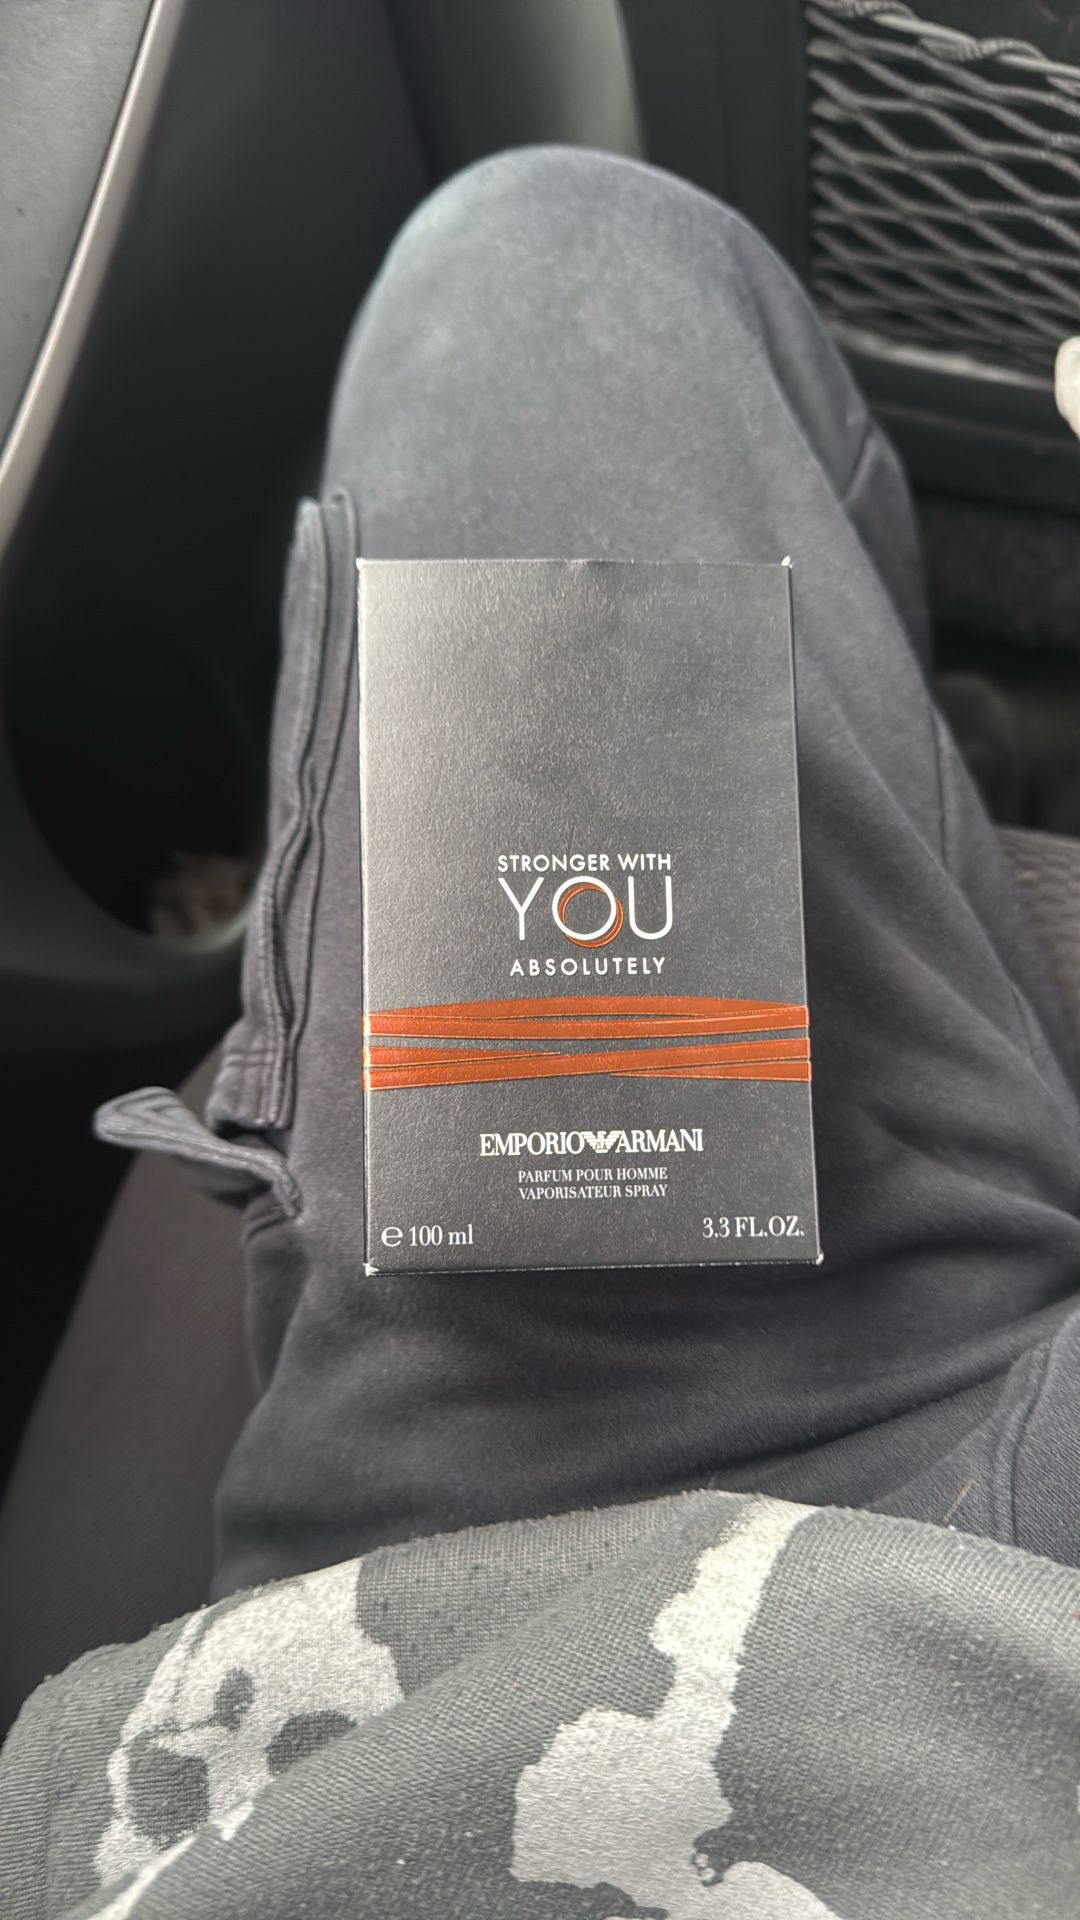 STRONGER WITH
YOU
ABSOLUTELY
EMPORIO ARMANI
PARFUM POUR HOMME
VAPORISATEUR SPRAY
℮ 100 ml 3.3 FL.OZ.